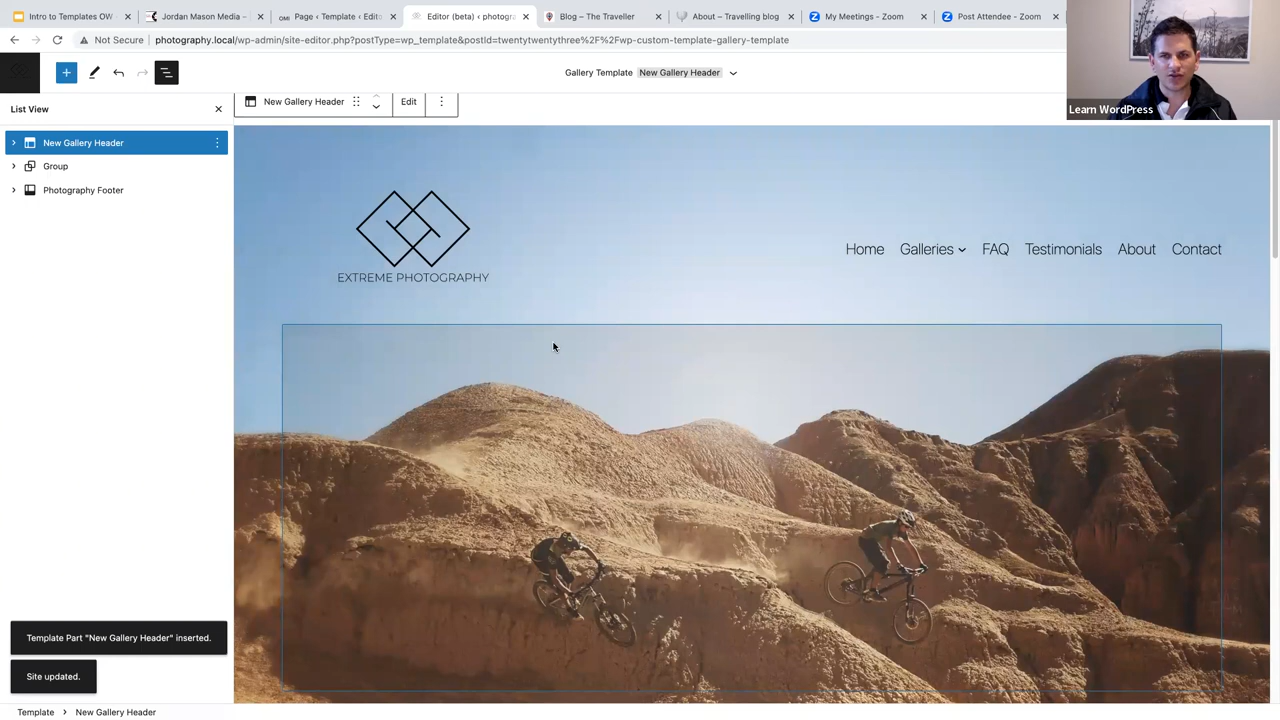 Intro to Templates OW
Jordan Mason Media –
Page ‹ Template ‹ Edito
Editor (beta) ‹ photogra
Blog – The Traveller
About – Travelling blog
My Meetings - Zoom
Post Attendee - Zoom
Not Secure
photography.local/wp-admin/site-editor.php?postType=wp_template&postId=twentytwentythree%2F%2Fwp-custom-template-gallery-template
Gallery Template New Gallery Header
Learn WordPress
List View
New Gallery Header
Edit
New Gallery Header
Group
Photography Footer
EXTREME PHOTOGRAPHY
Home
Galleries
FAQ
Testimonials
About
Contact
Template Part "New Gallery Header" inserted.
Site updated.
Template
New Gallery Header